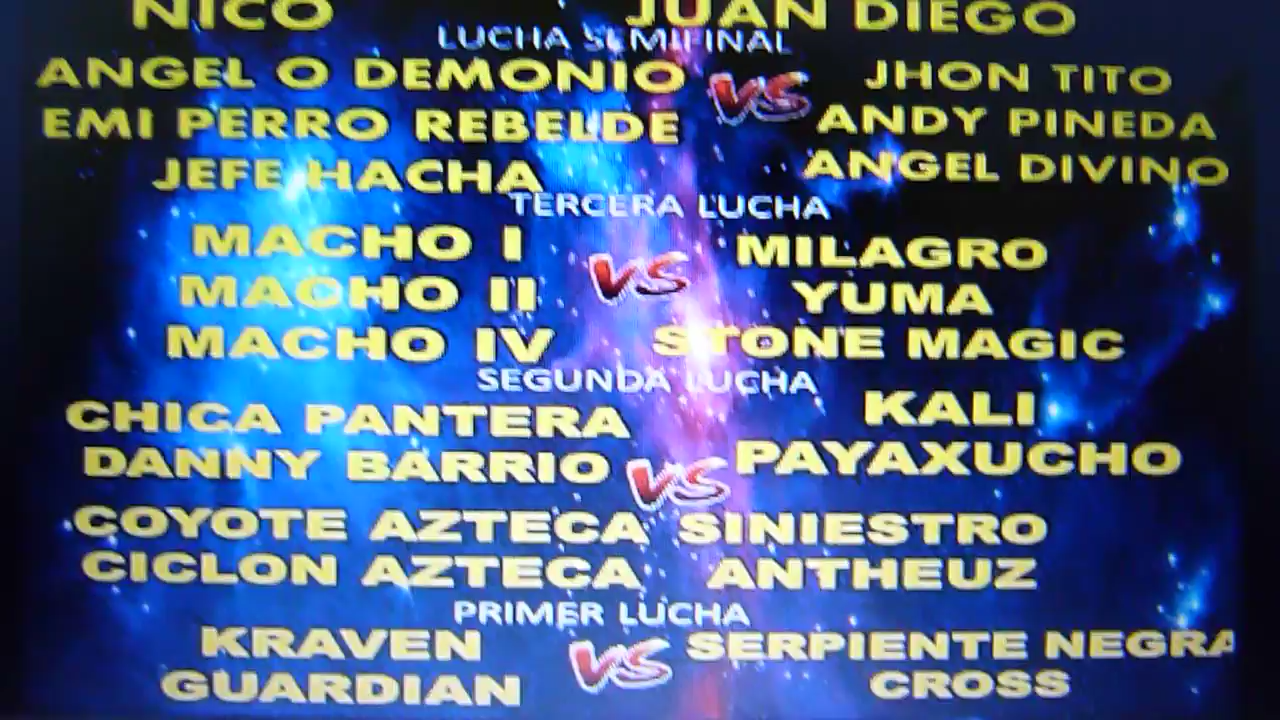 NICO JUAN DIEGO
LUCHA SEMIFINAL
ANGEL O DEMONIO VS JHON TITO
EMI PERRO REBELDE ANDY PINEDA
JEFE HACHA ANGEL DIVINO
TERCERA LUCHA
MACHO I VS MILAGRO
MACHO II YUMA
MACHO IV STONE MAGIC
SEGUNDA LUCHA
CHICA PANTERA KALI
DANNY BARRIO VS PAYAXUCHO
COYOTE AZTECA SINIESTRO
CICLON AZTECA ANTHEUZ
PRIMER LUCHA
KRAVEN VS SERPIENTE NEGRA
GUARDIAN CROSS